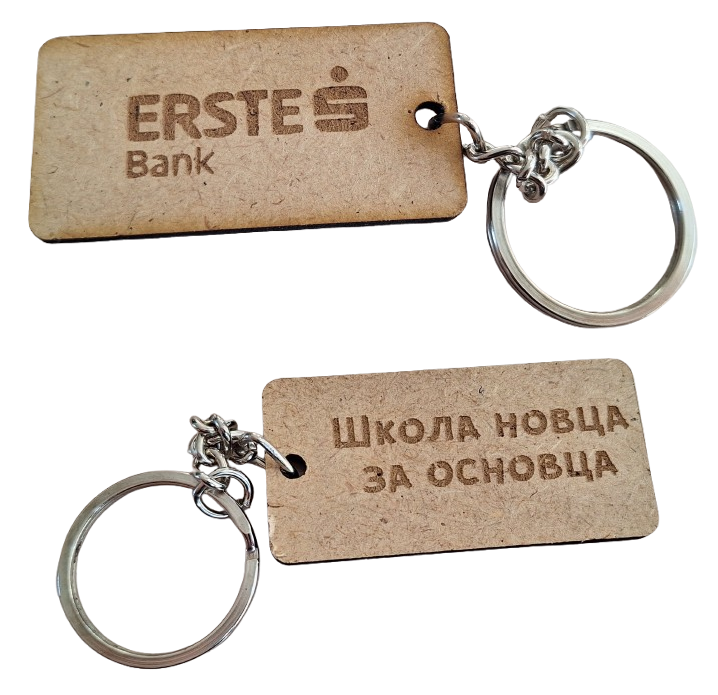 ERSTE
Bank
Школа новца
за основца